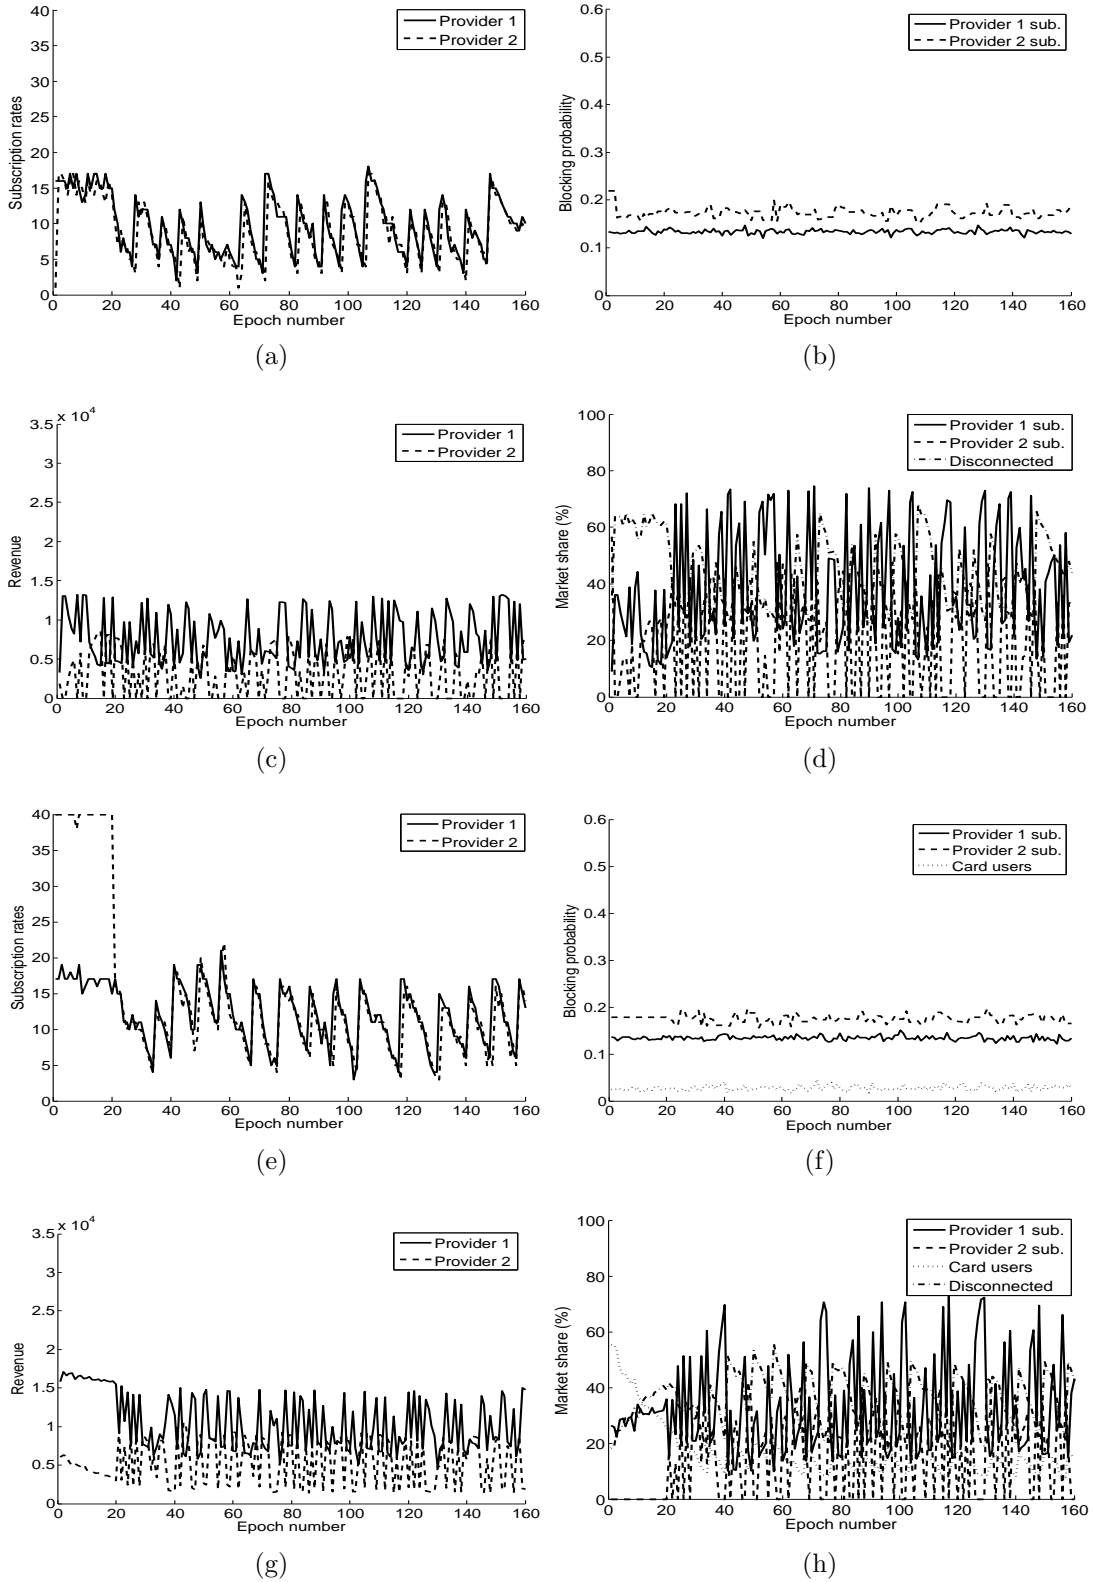 40
35
30
25
20
15
10
5
0
0 20 40 60 80 100 120 140 160
Subscription rates
Epoch number
Provider 1
Provider 2
(a)
0.6
0.5
0.4
0.3
0.2
0.1
0
0 20 40 60 80 100 120 140 160
Blocking probability
Epoch number
Provider 1 sub.
Provider 2 sub.
(b)
x 10^4
3.5
3
2.5
2
1.5
1
0.5
0
0 20 40 60 80 100 120 140 160
Revenue
Epoch number
Provider 1
Provider 2
(c)
100
80
60
40
20
0
0 20 40 60 80 100 120 140 160
Market share (%)
Epoch number
Provider 1 sub.
Provider 2 sub.
Disconnected
(d)
40
35
30
25
20
15
10
5
0
0 20 40 60 80 100 120 140 160
Subscription rates
Epoch number
Provider 1
Provider 2
(e)
0.6
0.5
0.4
0.3
0.2
0.1
0
0 20 40 60 80 100 120 140 160
Blocking probability
Epoch number
Provider 1 sub.
Provider 2 sub.
Card users
(f)
x 10^4
3.5
3
2.5
2
1.5
1
0.5
0
0 20 40 60 80 100 120 140 160
Revenue
Epoch number
Provider 1
Provider 2
(g)
100
80
60
40
20
0
0 20 40 60 80 100 120 140 160
Market share (%)
Epoch number
Provider 1 sub.
Provider 2 sub.
Card users
Disconnected
(h)